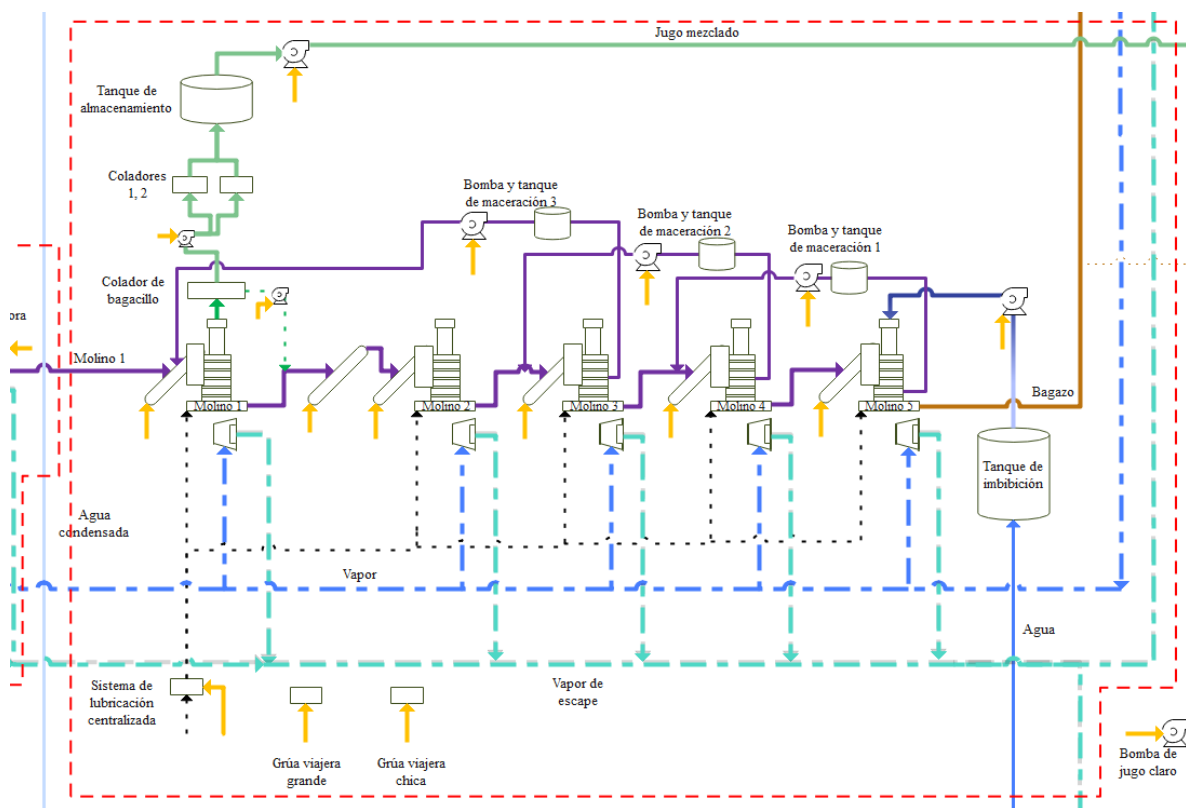 Jugo mezclado
Tanque de
almacenamiento
Coladores
1, 2
Bomba y tanque
de maceración 3
Bomba y tanque
de maceración 2
Bomba y tanque
de maceración 1
Colador de
bagacillo
ora
Molino 1
Molino 1
Molino 2
Molino 3
Molino 4
Molino 5
Bagazo
Tanque de
imbibición
Agua
condensada
Vapor
Agua
Sistema de
lubricación
centralizada
Vapor de
escape
Grúa viajera
grande
Grúa viajera
chica
Bomba de
jugo claro